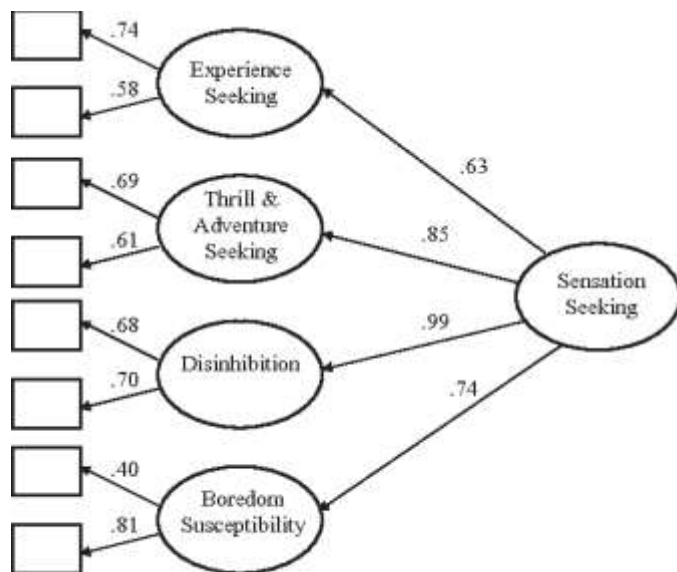 .74
Experience
Seeking
.58
.63
.69
Thrill &
Adventure
Seeking
.61
.85
Sensation
Seeking
.68
.99
Disinhibition
.70
.74
.40
Boredom
Susceptibility
.81